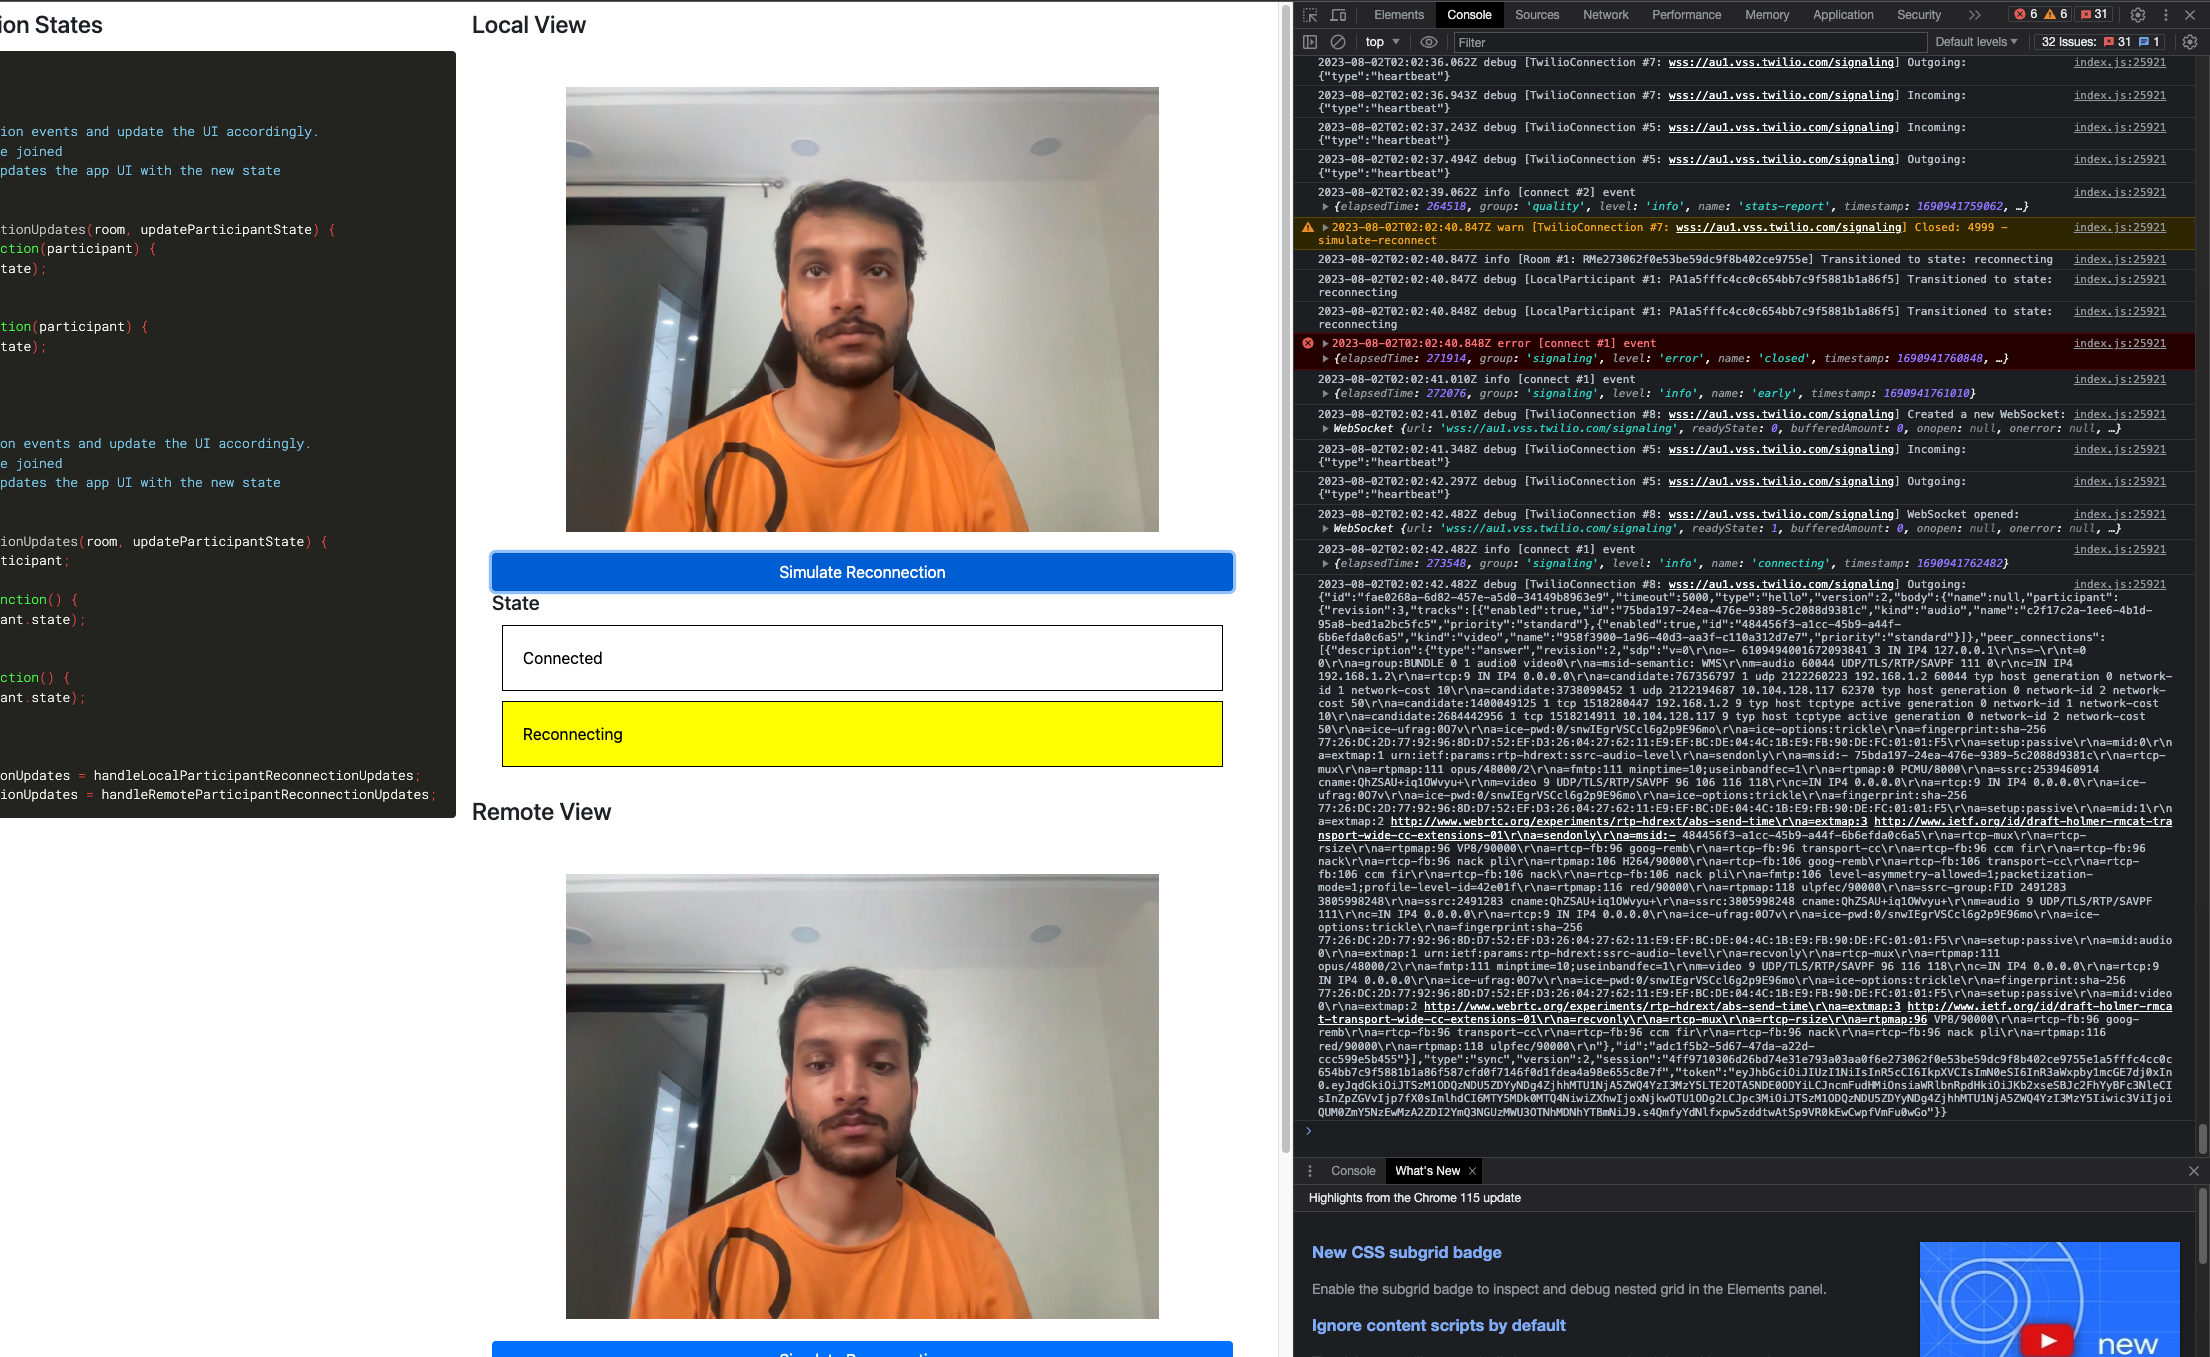 ion States
ion events and update the UI accordingly.
e joined
pdates the app UI with the new state
tionUpdates(room, updateParticipantState) {
ction(participant) {
tate);
tion(participant) {
tate);
on events and update the UI accordingly.
e joined
pdates the app UI with the new state
ionUpdates(room, updateParticipantState) {
ticipant;
nction() {
ant.state);
ction() {
ant.state);
onUpdates = handleLocalParticipantReconnectionUpdates;
ionUpdates = handleRemoteParticipantReconnectionUpdates;
Local View
Simulate Reconnection
State
Connected
Reconnecting
Remote View
Elements Console Sources Network Performance Memory Application Security 6 6 31
top Filter Default levels 32 Issues: 31 1
2023-08-02T02:02:36.062Z debug [TwilioConnection #7: wss://au1.vss.twilio.com/signaling] Outgoing: index.js:25921
{"type":"heartbeat"}
2023-08-02T02:02:36.943Z debug [TwilioConnection #7: wss://au1.vss.twilio.com/signaling] Incoming: index.js:25921
{"type":"heartbeat"}
2023-08-02T02:02:37.243Z debug [TwilioConnection #5: wss://au1.vss.twilio.com/signaling] Incoming: index.js:25921
{"type":"heartbeat"}
2023-08-02T02:02:37.494Z debug [TwilioConnection #5: wss://au1.vss.twilio.com/signaling] Outgoing: index.js:25921
{"type":"heartbeat"}
2023-08-02T02:02:39.062Z info [connect #2] event index.js:25921
{elapsedTime: 264518, group: 'quality', level: 'info', name: 'stats-report', timestamp: 1690941759062, …}
2023-08-02T02:02:40.847Z warn [TwilioConnection #7: wss://au1.vss.twilio.com/signaling] Closed: 4999 – index.js:25921
simulate-reconnect
2023-08-02T02:02:40.847Z info [Room #1: RMe273062f0e53be59dc9f8b402ce9755e] Transitioned to state: reconnecting index.js:25921
2023-08-02T02:02:40.847Z debug [LocalParticipant #1: PA1a5fffc4cc0c654bb7c9f5881b1a86f5] Transitioned to state: index.js:25921
reconnecting
2023-08-02T02:02:40.848Z debug [LocalParticipant #1: PA1a5fffc4cc0c654bb7c9f5881b1a86f5] Transitioned to state: index.js:25921
reconnecting
2023-08-02T02:02:40.848Z error [connect #1] event index.js:25921
{elapsedTime: 271914, group: 'signaling', level: 'error', name: 'closed', timestamp: 1690941760848, …}
2023-08-02T02:02:41.010Z info [connect #1] event index.js:25921
{elapsedTime: 272076, group: 'signaling', level: 'info', name: 'early', timestamp: 1690941761010}
2023-08-02T02:02:41.010Z debug [TwilioConnection #8: wss://au1.vss.twilio.com/signaling] Created a new WebSocket: index.js:25921
WebSocket {url: 'wss://au1.vss.twilio.com/signaling', readyState: 0, bufferedAmount: 0, onopen: null, onerror: null, …}
2023-08-02T02:02:41.348Z debug [TwilioConnection #5: wss://au1.vss.twilio.com/signaling] Incoming: index.js:25921
{"type":"heartbeat"}
2023-08-02T02:02:42.297Z debug [TwilioConnection #5: wss://au1.vss.twilio.com/signaling] Outgoing: index.js:25921
{"type":"heartbeat"}
2023-08-02T02:02:42.482Z debug [TwilioConnection #8: wss://au1.vss.twilio.com/signaling] WebSocket opened: index.js:25921
WebSocket {url: 'wss://au1.vss.twilio.com/signaling', readyState: 1, bufferedAmount: 0, onopen: null, onerror: null, …}
2023-08-02T02:02:42.482Z info [connect #1] event index.js:25921
{elapsedTime: 273548, group: 'signaling', level: 'info', name: 'connecting', timestamp: 1690941762482}
2023-08-02T02:02:42.482Z debug [TwilioConnection #8: wss://au1.vss.twilio.com/signaling] Outgoing: index.js:25921
{"id":"fae0268a-6d82-457e-a5d0-34149b8963e9","timeout":5000,"type":"hello","version":2,"body":{"name":null,"participant":
{"revision":3,"tracks":[{"enabled":true,"id":"75bda197-24ea-476e-9389-5c2088d9381c","kind":"audio","name":"c2f17c2a-1ee6-4b1d-
95a8-bed1a2bc5fc5","priority":"standard"},{"enabled":true,"id":"484456f3-a1cc-45b9-a44f-
6b6efda0c6a5","kind":"video","name":"958f3900-1a96-40d3-aa3f-c110a312d7e7","priority":"standard"}]},"peer_connections":
[{"description":{"type":"answer","revision":2,"sdp":"v=0\r\no=- 6109494001672093841 3 IN IP4 127.0.0.1\r\ns=-\r\nt=0
0\r\na=group:BUNDLE 0 1 audio0 video0\r\na=msid-semantic: WMS\r\nm=audio 60044 UDP/TLS/RTP/SAVPF 111 0\r\nc=IN IP4
192.168.1.2\r\na=rtcp:9 IN IP4 0.0.0.0\r\na=candidate:767356797 1 udp 2122260223 192.168.1.2 60044 typ host generation 0 network-
id 1 network-cost 10\r\na=candidate:3738090452 1 udp 2122194687 10.104.128.117 62370 typ host generation 0 network-id 2 network-
cost 50\r\na=candidate:1400049125 1 tcp 1518280447 192.168.1.2 9 typ host tcptype active generation 0 network-id 1 network-cost
10\r\na=candidate:2684442956 1 tcp 1518214911 10.104.128.117 9 typ host tcptype active generation 0 network-id 2 network-cost
50\r\na=ice-ufrag:0O7v\r\na=ice-pwd:0/snwIEgrVSCcl6g2p9E96mo\r\na=ice-options:trickle\r\na=fingerprint:sha-256
77:26:DC:2D:77:92:96:8D:D7:52:EF:D3:26:04:27:62:11:E9:EF:BC:DE:04:4C:1B:E9:FB:90:DE:FC:01:01:F5\r\na=setup:passive\r\na=mid:0\r\n
a=extmap:1 urn:ietf:params:rtp-hdrext:ssrc-audio-level\r\na=sendonly\r\na=msid:- 75bda197-24ea-476e-9389-5c2088d9381c\r\na=rtcp-
mux\r\na=rtpmap:111 opus/48000/2\r\na=fmtp:111 minptime=10;useinbandfec=1\r\na=rtpmap:0 PCMU/8000\r\na=ssrc:2539460914
cname:QhZSAU+iq1OWvyu+\r\nm=video 9 UDP/TLS/RTP/SAVPF 96 106 116 118\r\nc=IN IP4 0.0.0.0\r\na=rtcp:9 IN IP4 0.0.0.0\r\na=ice-
ufrag:0O7v\r\na=ice-pwd:0/snwIEgrVSCcl6g2p9E96mo\r\na=ice-options:trickle\r\na=fingerprint:sha-256
77:26:DC:2D:77:92:96:8D:D7:52:EF:D3:26:04:27:62:11:E9:EF:BC:DE:04:4C:1B:E9:FB:90:DE:FC:01:01:F5\r\na=setup:passive\r\na=mid:1\r\n
a=extmap:2 http://www.webrtc.org/experiments/rtp-hdrext/abs-send-time\r\na=extmap:3 http://www.ietf.org/id/draft-holmer-rmcat-tra
nsport-wide-cc-extensions-01\r\na=sendonly\r\na=msid:- 484456f3-a1cc-45b9-a44f-6b6efda0c6a5\r\na=rtcp-mux\r\na=rtcp-
rsize\r\na=rtpmap:96 VP8/90000\r\na=rtcp-fb:96 goog-remb\r\na=rtcp-fb:96 transport-cc\r\na=rtcp-fb:96 ccm fir\r\na=rtcp-fb:96
nack\r\na=rtcp-fb:96 nack pli\r\na=rtpmap:106 H264/90000\r\na=rtcp-fb:106 goog-remb\r\na=rtcp-fb:106 transport-cc\r\na=rtcp-
fb:106 ccm fir\r\na=rtcp-fb:106 nack\r\na=rtcp-fb:106 nack pli\r\na=fmtp:106 level-asymmetry-allowed=1;packetization-
mode=1;profile-level-id=42e01f\r\na=rtpmap:116 red/90000\r\na=rtpmap:118 ulpfec/90000\r\na=ssrc-group:FID 2491283
3805998248\r\na=ssrc:2491283 cname:QhZSAU+iq1OWvyu+\r\na=ssrc:3805998248 cname:QhZSAU+iq1OWvyu+\r\nm=audio 9 UDP/TLS/RTP/SAVPF
111\r\nc=IN IP4 0.0.0.0\r\na=rtcp:9 IN IP4 0.0.0.0\r\na=ice-ufrag:0O7v\r\na=ice-pwd:0/snwIEgrVSCcl6g2p9E96mo\r\na=ice-
options:trickle\r\na=fingerprint:sha-256
77:26:DC:2D:77:92:96:8D:D7:52:EF:D3:26:04:27:62:11:E9:EF:BC:DE:04:4C:1B:E9:FB:90:DE:FC:01:01:F5\r\na=setup:passive\r\na=mid:audio
0\r\na=extmap:1 urn:ietf:params:rtp-hdrext:ssrc-audio-level\r\na=recvonly\r\na=rtcp-mux\r\na=rtpmap:111
opus/48000/2\r\na=fmtp:111 minptime=10;useinbandfec=1\r\nm=video 9 UDP/TLS/RTP/SAVPF 96 116 118\r\nc=IN IP4 0.0.0.0\r\na=rtcp:9
IN IP4 0.0.0.0\r\na=ice-ufrag:0O7v\r\na=ice-pwd:0/snwIEgrVSCcl6g2p9E96mo\r\na=ice-options:trickle\r\na=fingerprint:sha-256
77:26:DC:2D:77:92:96:8D:D7:52:EF:D3:26:04:27:62:11:E9:EF:BC:DE:04:4C:1B:E9:FB:90:DE:FC:01:01:F5\r\na=setup:passive\r\na=mid:video
0\r\na=extmap:2 http://www.webrtc.org/experiments/rtp-hdrext/abs-send-time\r\na=extmap:3 http://www.ietf.org/id/draft-holmer-rmca
t-transport-wide-cc-extensions-01\r\na=recvonly\r\na=rtcp-mux\r\na=rtcp-rsize\r\na=rtpmap:96 VP8/90000\r\na=rtcp-fb:96 goog-
remb\r\na=rtcp-fb:96 transport-cc\r\na=rtcp-fb:96 ccm fir\r\na=rtcp-fb:96 nack\r\na=rtcp-fb:96 nack pli\r\na=rtpmap:116
red/90000\r\na=rtpmap:118 ulpfec/90000\r\n"},"id":"adc1f5b2-5d67-47da-a22d-
ccc599e5b455"}],"type":"sync","version":2,"session":
Console What's New
Highlights from the Chrome 115 update
New CSS subgrid badge
Enable the subgrid badge to inspect and debug nested grid in the Elements panel.
Ignore content scripts by default
new